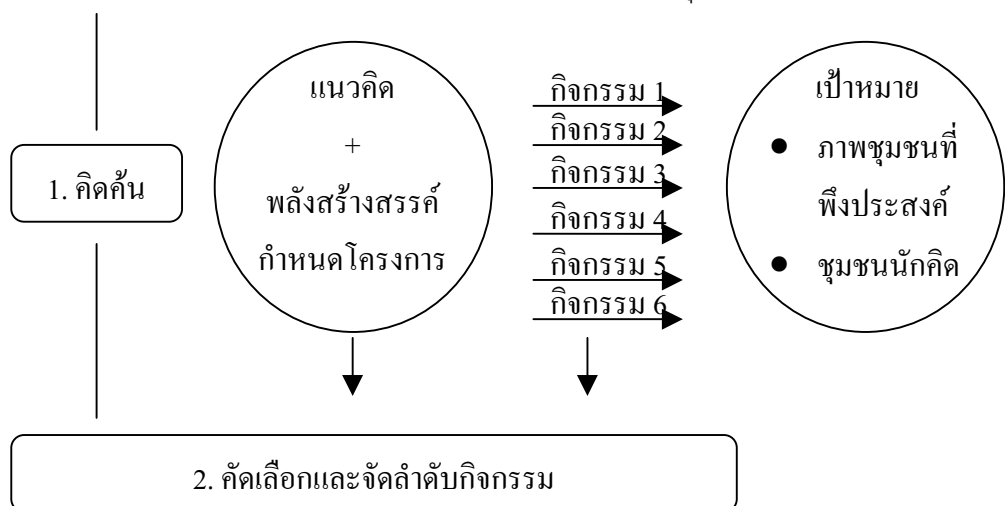 1. คิดค้น
แนวคิด
+
พลังสร้างสรรค์
กำหนดโครงการ
กิจกรรม 1
กิจกรรม 2
กิจกรรม 3
กิจกรรม 4
กิจกรรม 5
กิจกรรม 6
เป้าหมาย
● ภาพชุมชนที่
พึงประสงค์
● ชุมชนนักคิด
2. คัดเลือกและจัดลำดับกิจกรรม